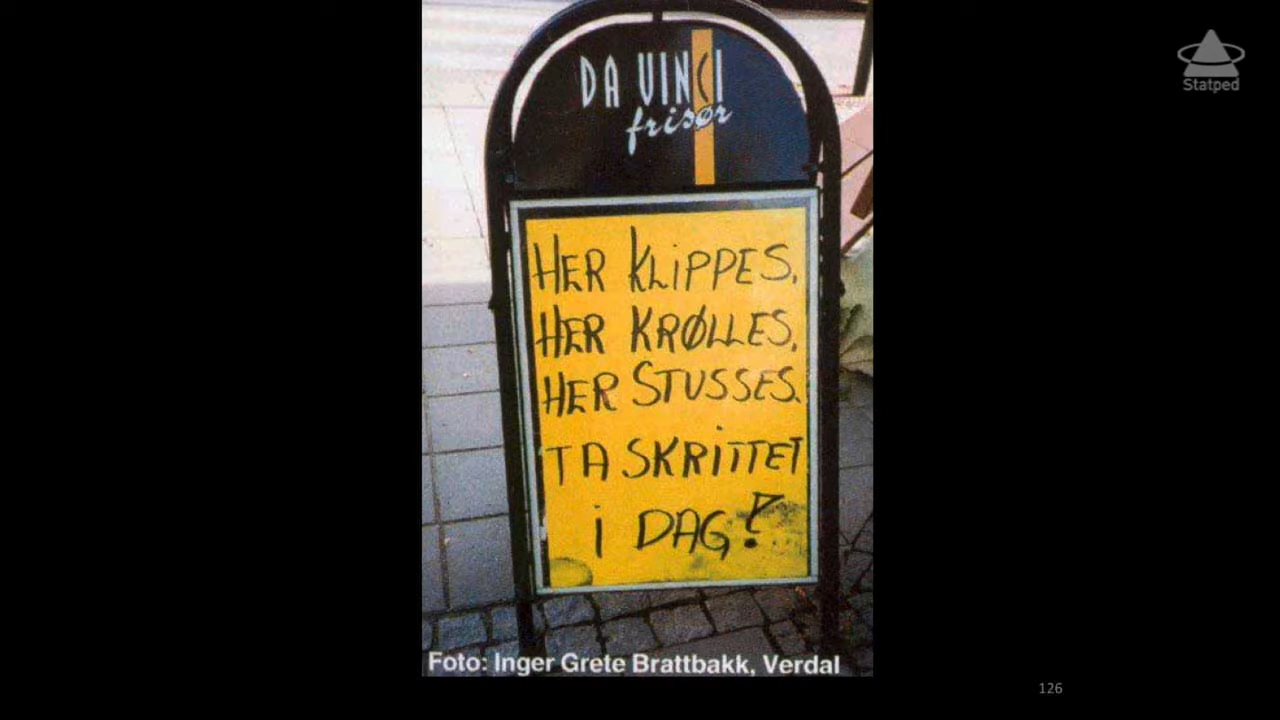 DA VINCI
frisør
HER KLIPPES,
HER KRØLLES,
HER STUSSES.
TA SKRITTET
i DAG!
Foto: Inger Grete Brattbakk, Verdal
Statped
126